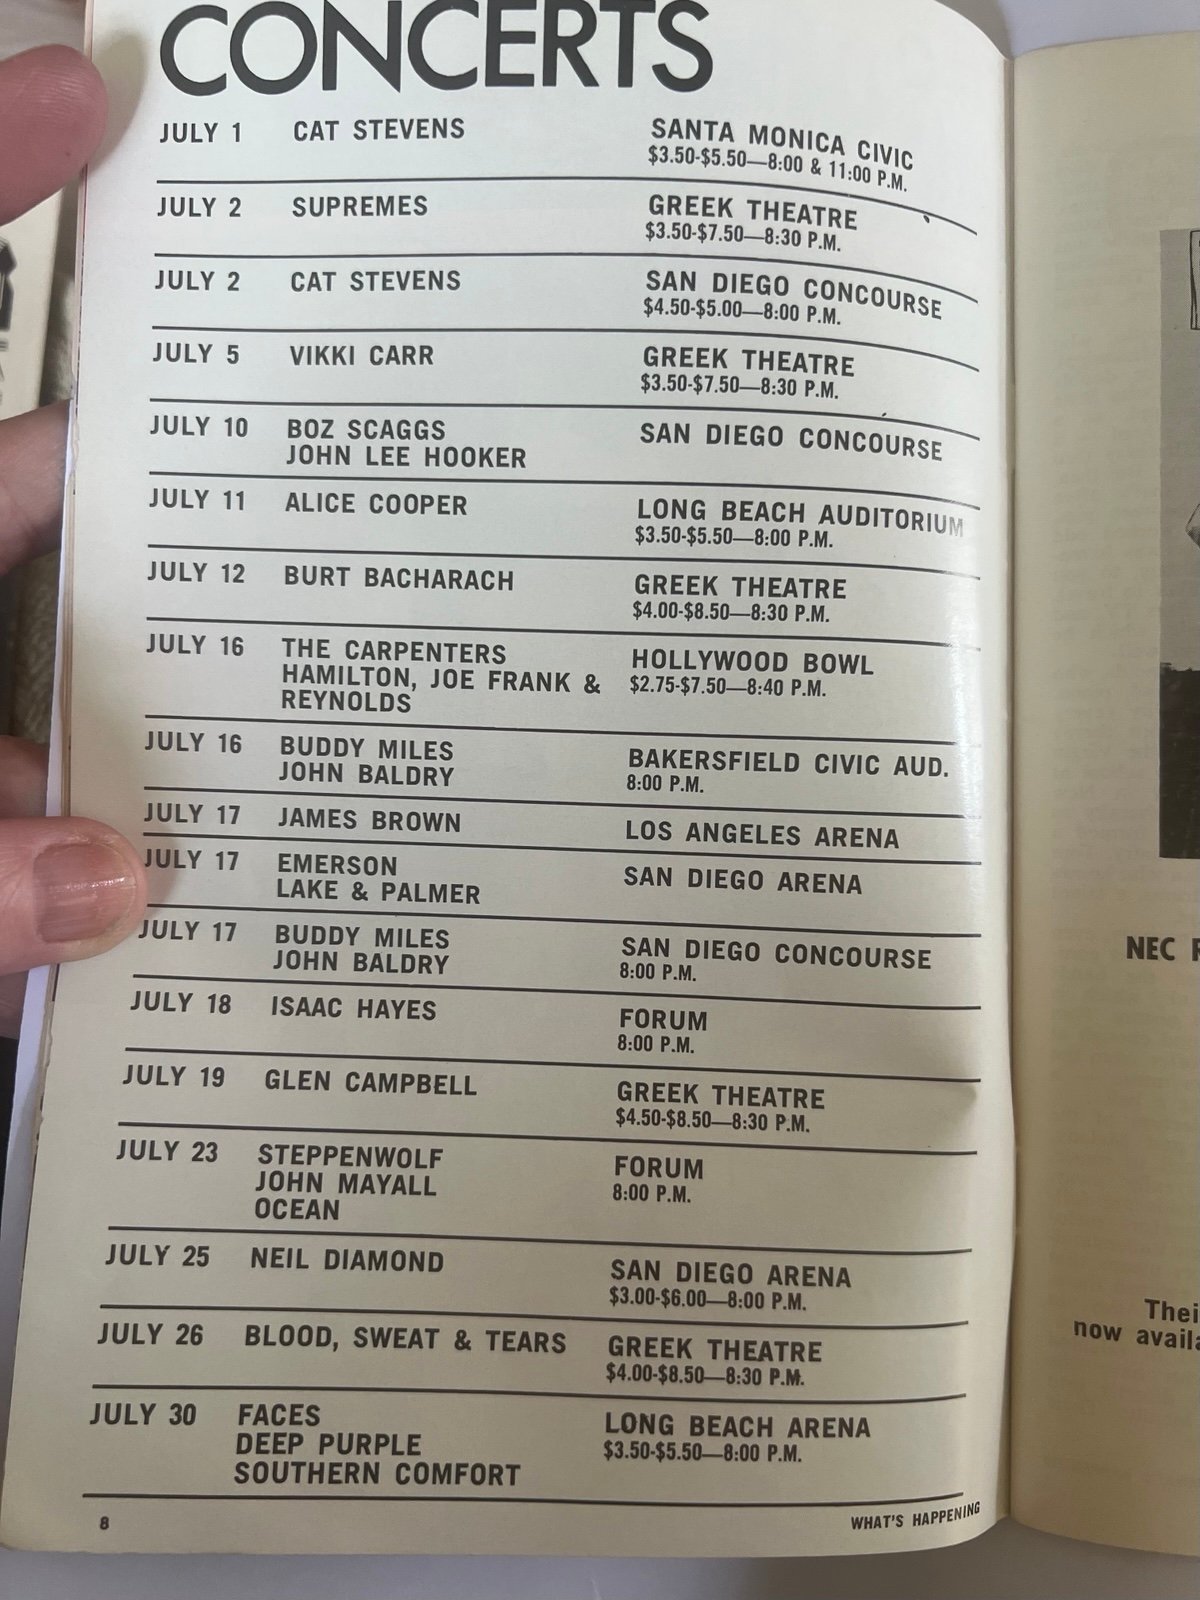 CONCERTS
JULY 1 CAT STEVENS SANTA MONICA CIVIC
$3.50-$5.50—8:00 & 11:00 P.M.
JULY 2 SUPREMES GREEK THEATRE
$3.50-$7.50—8:30 P.M.
JULY 2 CAT STEVENS SAN DIEGO CONCOURSE
$4.50-$5.00—8:00 P.M.
JULY 5 VIKKI CARR GREEK THEATRE
$3.50-$7.50—8:30 P.M.
JULY 10 BOZ SCAGGS SAN DIEGO CONCOURSE
JOHN LEE HOOKER
JULY 11 ALICE COOPER LONG BEACH AUDITORIUM
$3.50-$5.50—8:00 P.M.
JULY 12 BURT BACHARACH GREEK THEATRE
$4.00-$8.50—8:30 P.M.
JULY 16 THE CARPENTERS HOLLYWOOD BOWL
HAMILTON, JOE FRANK & $2.75-$7.50—8:40 P.M.
REYNOLDS
JULY 16 BUDDY MILES BAKERSFIELD CIVIC AUD.
JOHN BALDRY 8:00 P.M.
JULY 17 JAMES BROWN LOS ANGELES ARENA
JULY 17 EMERSON SAN DIEGO ARENA
LAKE & PALMER
JULY 17 BUDDY MILES SAN DIEGO CONCOURSE
JOHN BALDRY 8:00 P.M.
JULY 18 ISAAC HAYES FORUM
8:00 P.M.
JULY 19 GLEN CAMPBELL GREEK THEATRE
$4.50-$8.50—8:30 P.M.
JULY 23 STEPPENWOLF FORUM
JOHN MAYALL 8:00 P.M.
OCEAN
JULY 25 NEIL DIAMOND SAN DIEGO ARENA
$3.00-$6.00—8:00 P.M.
JULY 26 BLOOD, SWEAT & TEARS GREEK THEATRE
$4.00-$8.50—8:30 P.M.
JULY 30 FACES LONG BEACH ARENA
DEEP PURPLE $3.50-$5.50—8:00 P.M.
SOUTHERN COMFORT
8 WHAT'S HAPPENING
NEC
now